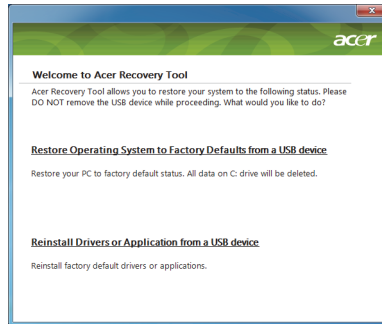 acer
Welcome to Acer Recovery Tool
Acer Recovery Tool allows you to restore your system to the following status. Please
DO NOT remove the USB device while proceeding. What would you like to do?
Restore Operating System to Factory Defaults from a USB device
Restore your PC to factory default status. All data on C: drive will be deleted.
Reinstall Drivers or Application from a USB device
Reinstall factory default drivers or applications.